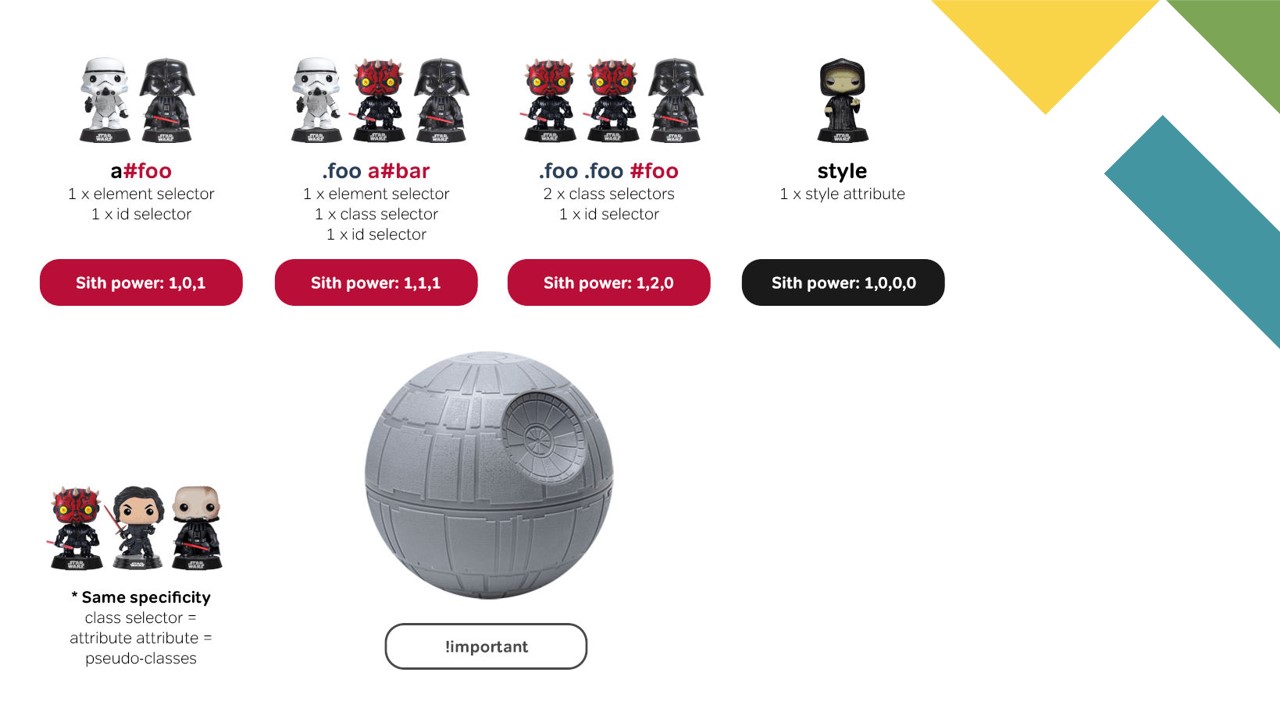 a#foo
1 x element selector
1 x id selector
Sith power: 1,0,1
.foo a#bar
1 x element selector
1 x class selector
1 x id selector
Sith power: 1,1,1
.foo .foo #foo
2 x class selectors
1 x id selector
Sith power: 1,2,0
style
1 x style attribute
Sith power: 1,0,0,0
* Same specificity
class selector =
attribute attribute =
pseudo-classes
!important